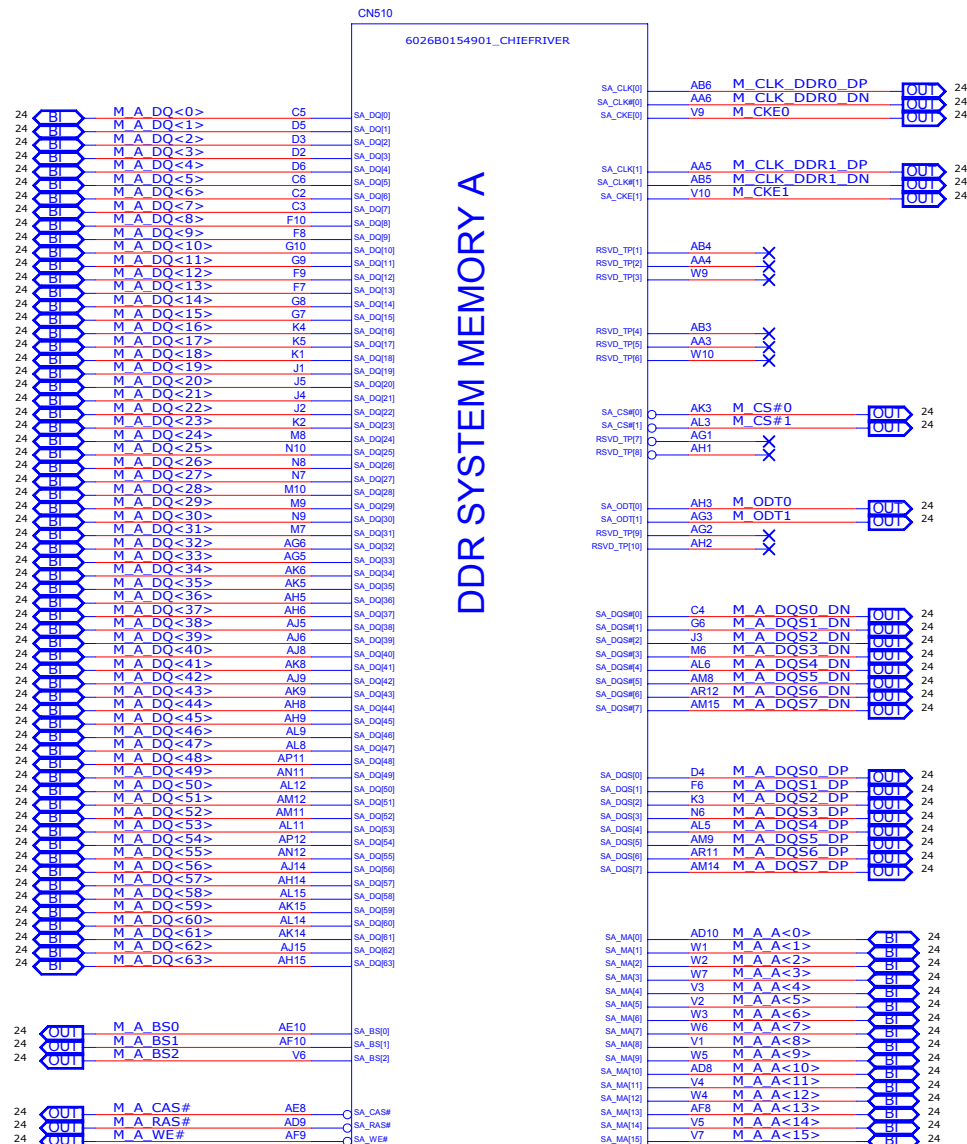 CN510
6026B0154901_CHIEFRIVER
DDR SYSTEM MEMORY A
24 BI M_A_DQ<0> C5 SA_DQ[0]
24 BI M_A_DQ<1> D5 SA_DQ[1]
24 BI M_A_DQ<2> D3 SA_DQ[2]
24 BI M_A_DQ<3> D2 SA_DQ[3]
24 BI M_A_DQ<4> D6 SA_DQ[4]
24 BI M_A_DQ<5> C6 SA_DQ[5]
24 BI M_A_DQ<6> C2 SA_DQ[6]
24 BI M_A_DQ<7> C3 SA_DQ[7]
24 BI M_A_DQ<8> F10 SA_DQ[8]
24 BI M_A_DQ<9> F8 SA_DQ[9]
24 BI M_A_DQ<10> G10 SA_DQ[10]
24 BI M_A_DQ<11> G9 SA_DQ[11]
24 BI M_A_DQ<12> F9 SA_DQ[12]
24 BI M_A_DQ<13> F7 SA_DQ[13]
24 BI M_A_DQ<14> G8 SA_DQ[14]
24 BI M_A_DQ<15> G7 SA_DQ[15]
24 BI M_A_DQ<16> K4 SA_DQ[16]
24 BI M_A_DQ<17> K5 SA_DQ[17]
24 BI M_A_DQ<18> K1 SA_DQ[18]
24 BI M_A_DQ<19> J1 SA_DQ[19]
24 BI M_A_DQ<20> J5 SA_DQ[20]
24 BI M_A_DQ<21> J4 SA_DQ[21]
24 BI M_A_DQ<22> J2 SA_DQ[22]
24 BI M_A_DQ<23> K2 SA_DQ[23]
24 BI M_A_DQ<24> M8 SA_DQ[24]
24 BI M_A_DQ<25> N10 SA_DQ[25]
24 BI M_A_DQ<26> N8 SA_DQ[26]
24 BI M_A_DQ<27> N7 SA_DQ[27]
24 BI M_A_DQ<28> M10 SA_DQ[28]
24 BI M_A_DQ<29> M9 SA_DQ[29]
24 BI M_A_DQ<30> N9 SA_DQ[30]
24 BI M_A_DQ<31> M7 SA_DQ[31]
24 BI M_A_DQ<32> AG6 SA_DQ[32]
24 BI M_A_DQ<33> AG5 SA_DQ[33]
24 BI M_A_DQ<34> AK6 SA_DQ[34]
24 BI M_A_DQ<35> AK5 SA_DQ[35]
24 BI M_A_DQ<36> AH5 SA_DQ[36]
24 BI M_A_DQ<37> AH6 SA_DQ[37]
24 BI M_A_DQ<38> AJ5 SA_DQ[38]
24 BI M_A_DQ<39> AJ6 SA_DQ[39]
24 BI M_A_DQ<40> AJ8 SA_DQ[40]
24 BI M_A_DQ<41> AK8 SA_DQ[41]
24 BI M_A_DQ<42> AJ9 SA_DQ[42]
24 BI M_A_DQ<43> AK9 SA_DQ[43]
24 BI M_A_DQ<44> AH8 SA_DQ[44]
24 BI M_A_DQ<45> AH9 SA_DQ[45]
24 BI M_A_DQ<46> AL9 SA_DQ[46]
24 BI M_A_DQ<47> AL8 SA_DQ[47]
24 BI M_A_DQ<48> AP11 SA_DQ[48]
24 BI M_A_DQ<49> AN11 SA_DQ[49]
24 BI M_A_DQ<50> AL12 SA_DQ[50]
24 BI M_A_DQ<51> AM12 SA_DQ[51]
24 BI M_A_DQ<52> AM11 SA_DQ[52]
24 BI M_A_DQ<53> AL11 SA_DQ[53]
24 BI M_A_DQ<54> AP12 SA_DQ[54]
24 BI M_A_DQ<55> AN12 SA_DQ[55]
24 BI M_A_DQ<56> AJ14 SA_DQ[56]
24 BI M_A_DQ<57> AH14 SA_DQ[57]
24 BI M_A_DQ<58> AL15 SA_DQ[58]
24 BI M_A_DQ<59> AK15 SA_DQ[59]
24 BI M_A_DQ<60> AL14 SA_DQ[60]
24 BI M_A_DQ<61> AK14 SA_DQ[61]
24 BI M_A_DQ<62> AJ15 SA_DQ[62]
24 BI M_A_DQ<63> AH15 SA_DQ[63]
24 OUT M_A_BS0 AE10 SA_BS[0]
24 OUT M_A_BS1 AF10 SA_BS[1]
24 OUT M_A_BS2 V6 SA_BS[2]
24 OUT M_A_CAS# AE8 SA_CAS#
24 OUT M_A_RAS# AD9 SA_RAS#
24 OUT M_A_WE# AF9 SA_WE#
SA_CLK[0] AB6 M_CLK_DDR0_DP OUT 24
SA_CLK#[0] AA6 M_CLK_DDR0_DN OUT 24
SA_CKE[0] V9 M_CKE0 OUT 24
SA_CLK[1] AA5 M_CLK_DDR1_DP OUT 24
SA_CLK#[1] AB5 M_CLK_DDR1_DN OUT 24
SA_CKE[1] V10 M_CKE1 OUT 24
RSVD_TP[1] AB4
RSVD_TP[2] AA4
RSVD_TP[3] W9
RSVD_TP[4] AB3
RSVD_TP[5] AA3
RSVD_TP[6] W10
SA_CS#[0] AK3 M_CS#0 OUT 24
SA_CS#[1] AL3 M_CS#1 OUT 24
RSVD_TP[7] AG1
RSVD_TP[8] AH1
SA_ODT[0] AH3 M_ODT0 OUT 24
SA_ODT[1] AG3 M_ODT1 OUT 24
RSVD_TP[9] AG2
RSVD_TP[10] AH2
SA_DQS#[0] C4 M_A_DQS0_DN OUT 24
SA_DQS#[1] G6 M_A_DQS1_DN OUT 24
SA_DQS#[2] J3 M_A_DQS2_DN OUT 24
SA_DQS#[3] M6 M_A_DQS3_DN OUT 24
SA_DQS#[4] AL6 M_A_DQS4_DN OUT 24
SA_DQS#[5] AM8 M_A_DQS5_DN OUT 24
SA_DQS#[6] AR12 M_A_DQS6_DN OUT 24
SA_DQS#[7] AM15 M_A_DQS7_DN OUT 24
SA_DQS[0] D4 M_A_DQS0_DP OUT 24
SA_DQS[1] F6 M_A_DQS1_DP OUT 24
SA_DQS[2] K3 M_A_DQS2_DP OUT 24
SA_DQS[3] N6 M_A_DQS3_DP OUT 24
SA_DQS[4] AL5 M_A_DQS4_DP OUT 24
SA_DQS[5] AM9 M_A_DQS5_DP OUT 24
SA_DQS[6] AR11 M_A_DQS6_DP OUT 24
SA_DQS[7] AM14 M_A_DQS7_DP OUT 24
SA_MA[0] AD10 M_A_A<0> BI 24
SA_MA[1] W1 M_A_A<1> BI 24
SA_MA[2] W2 M_A_A<2> BI 24
SA_MA[3] W7 M_A_A<3> BI 24
SA_MA[4] V3 M_A_A<4> BI 24
SA_MA[5] V2 M_A_A<5> BI 24
SA_MA[6] W3 M_A_A<6> BI 24
SA_MA[7] W6 M_A_A<7> BI 24
SA_MA[8] V1 M_A_A<8> BI 24
SA_MA[9] W5 M_A_A<9> BI 24
SA_MA[10] AD8 M_A_A<10> BI 24
SA_MA[11] V4 M_A_A<11> BI 24
SA_MA[12] W4 M_A_A<12> BI 24
SA_MA[13] AF8 M_A_A<13> BI 24
SA_MA[14] V5 M_A_A<14> BI 24
SA_MA[15] V7 M_A_A<15> BI 24